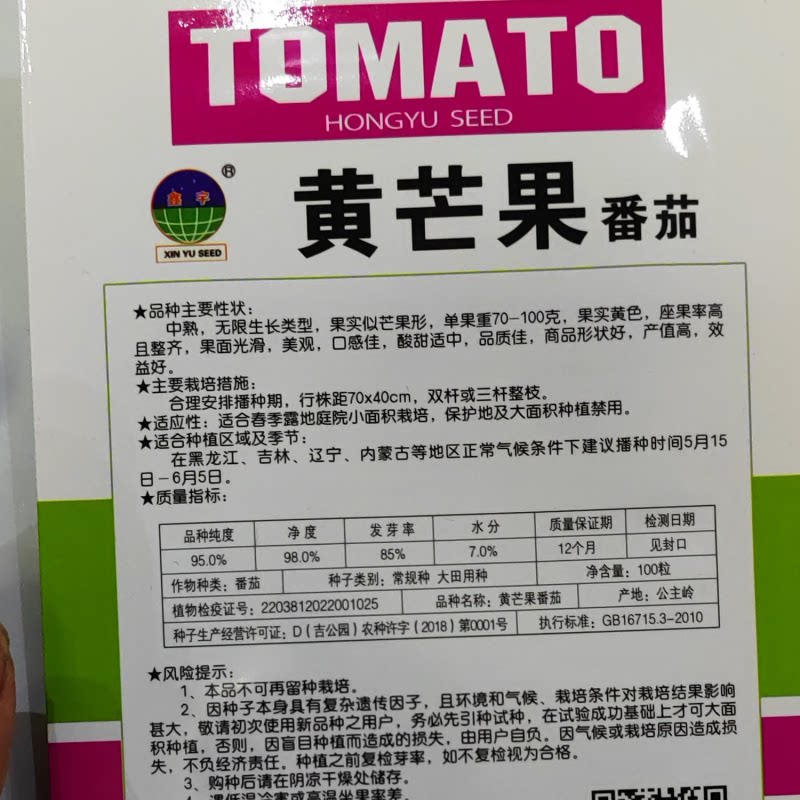 TOMATO
HONGYU SEED
鑫宇
®
XIN YU SEED
黄芒果番茄
★品种主要性状：
中熟，无限生长类型，果实似芒果形，单果重70-100克，果实黄色，座果率高
且整齐，果面光滑，美观，口感佳，酸甜适中，品质佳，商品形状好，产值高，效
益好。
★主要栽培措施：
合理安排播种期，行株距70x40cm，双杆或三杆整枝。
★适应性：适合春季露地庭院小面积栽培，保护地及大面积种植禁用。
★适合种植区域及季节：
在黑龙江、吉林、辽宁、内蒙古等地区正常气候条件下建议播种时间5月15
日-6月5日。
★质量指标：
品种纯度 净度 发芽率 水分 质量保证期 检测日期
95.0% 98.0% 85% 7.0% 12个月 见封口
作物种类：番茄 种子类别：常规种 大田用种 净含量：100粒
植物检疫证号：2203812022001025 品种名称：黄芒果番茄 产地：公主岭
种子生产经营许可证：D（吉公园）农种许字（2018）第0001号 执行标准：GB16715.3-2010
★风险提示：
1、本品不可再留种栽培。
2、因种子本身具有复杂遗传因子，且环境和气候、栽培条件对栽培结果影响
甚大，敬请初次使用新品种之用户，务必先引种试种，在试验成功基础上才可大面
积种植，否则，因盲目种植而造成的损失，由用户自负。因气候或栽培原因造成损
失，不负经济责任。种植之前复检芽率，如不复检视为合格。
3、购种后请在阴凉干燥处储存。
4、遇低温冷害或高温坐果率差。